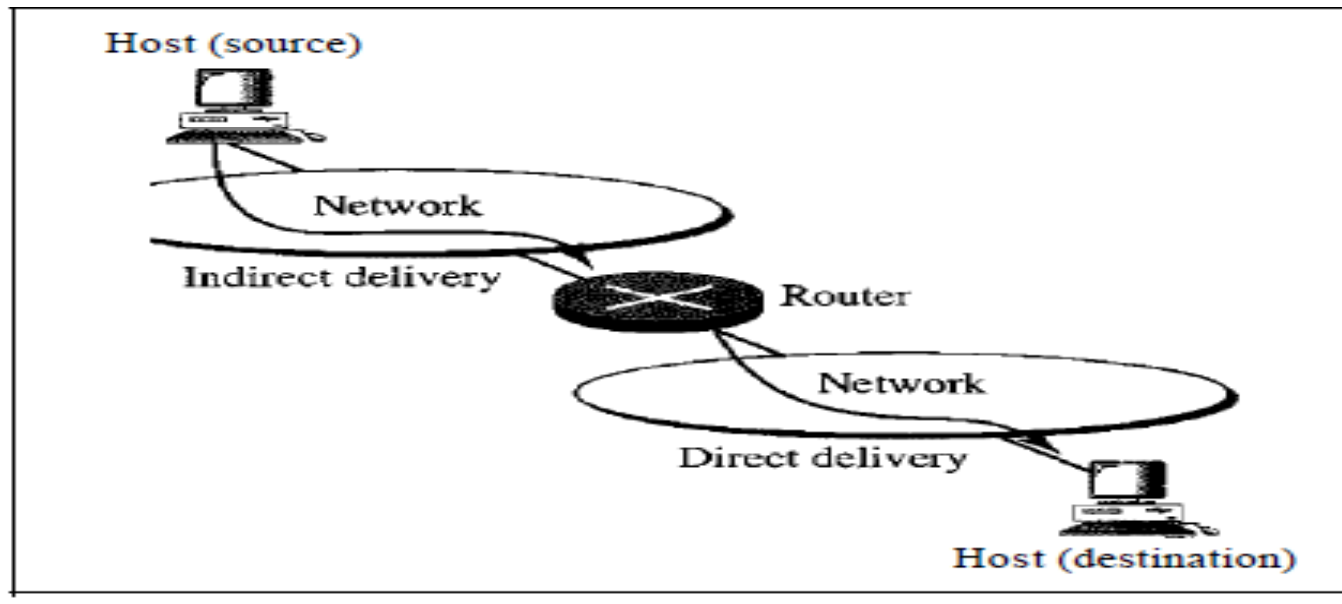 Host (source)
Network
Indirect delivery
Router
Network
Direct delivery
Host (destination)